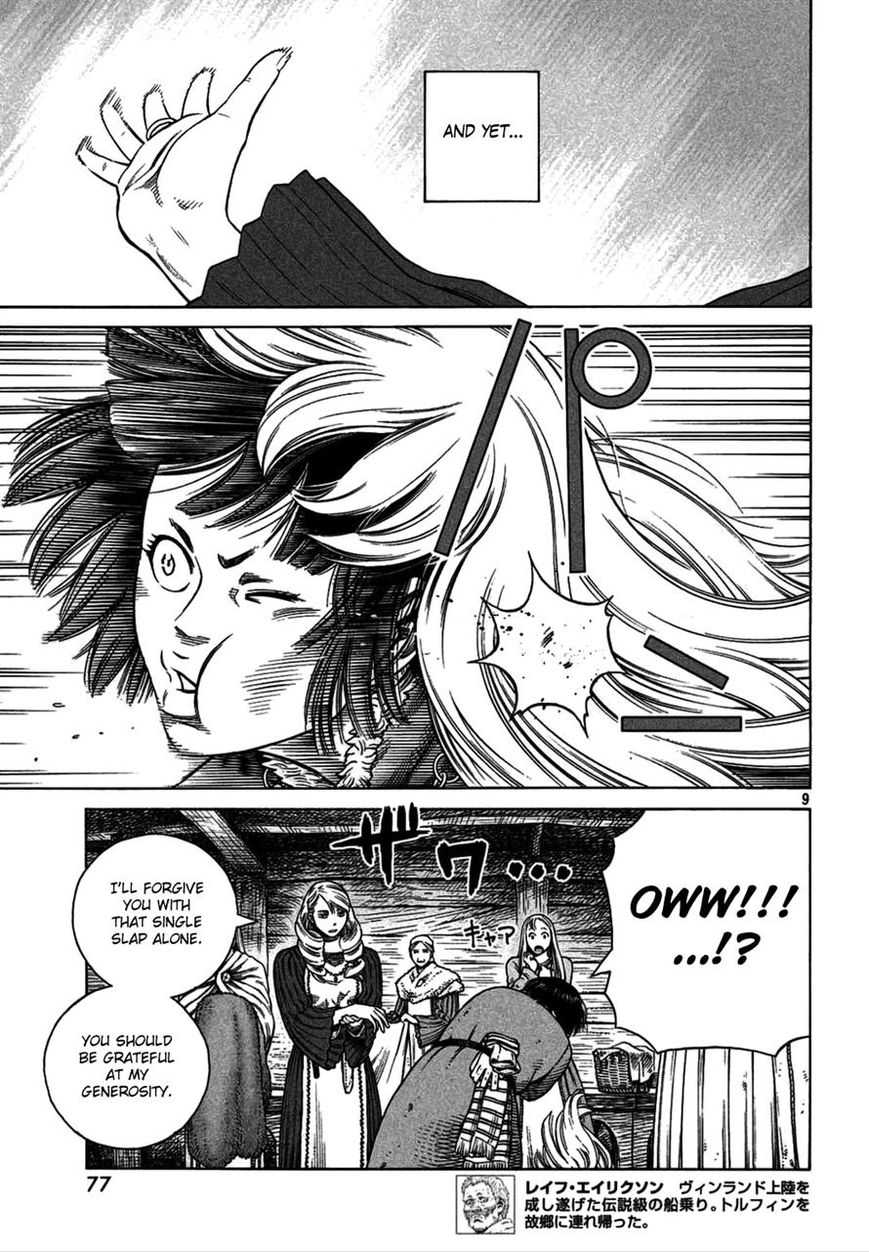 AND YET...
パーン
9
ザワ...
OWW!!!
...!?
キャア
I'LL FORGIVE
YOU WITH
THAT SINGLE
SLAP ALONE.
YOU SHOULD
BE GRATEFUL
AT MY
GENEROSITY.
77
レイフ・エイリクソン　ヴィンランド上陸を
成し遂げた伝説級の船乗り。トルフィンを
故郷に連れ帰った。